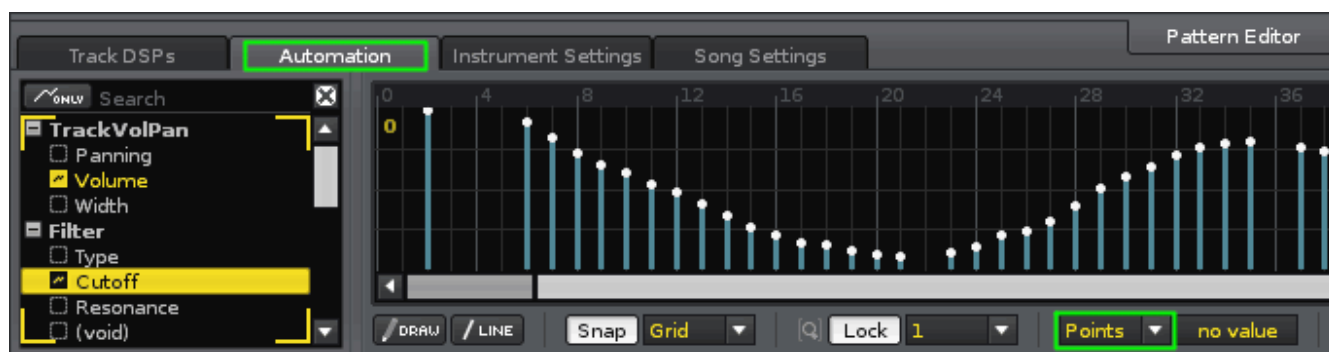 Pattern Editor
Track DSPs Automation Instrument Settings Song Settings
ONLY Search
0 4 8 12 16 20 24 28 32 36
0
TrackVolPan
Panning
Volume
Width
Filter
Type
Cutoff
Resonance
(void)
DRAW LINE Snap Grid Lock 1 Points no value